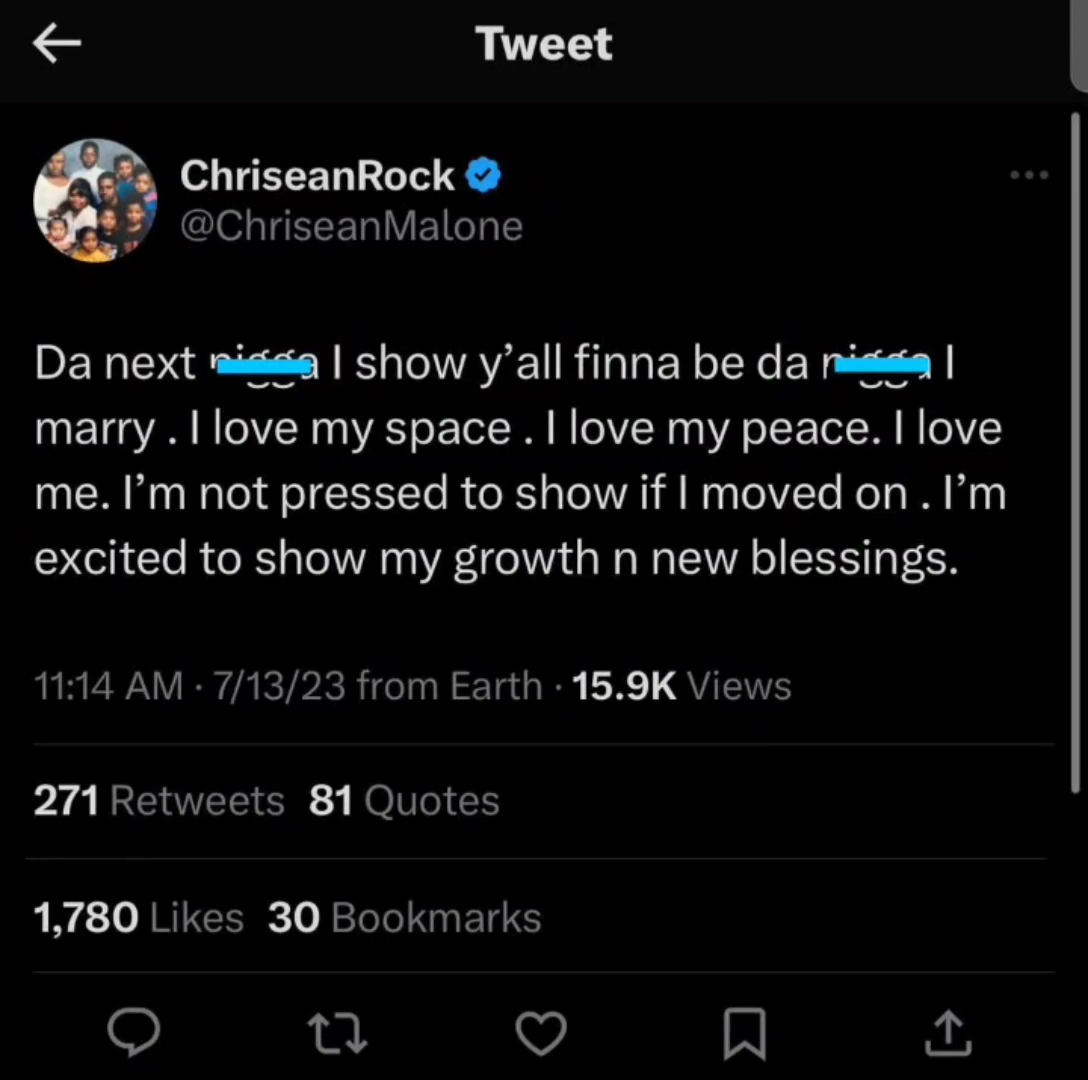 Tweet
ChriseanRock
@ChriseanMalone
Da next nigga I show y'all finna be da nigga I
marry . I love my space . I love my peace. I love
me. I'm not pressed to show if I moved on . I'm
excited to show my growth n new blessings.
11:14 AM · 7/13/23 from Earth · 15.9K Views
271 Retweets 81 Quotes
1,780 Likes 30 Bookmarks